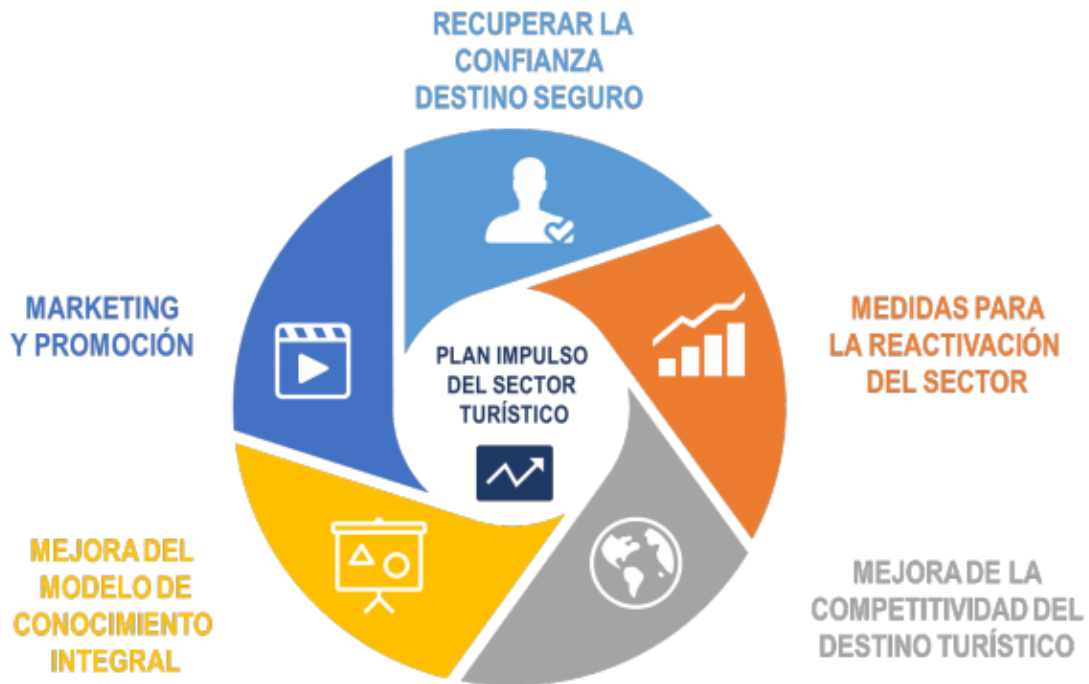 RECUPERAR LA
CONFIANZA
DESTINO SEGURO
MEDIDAS PARA
LA REACTIVACIÓN
DEL SECTOR
MEJORA DE LA
COMPETITIVIDAD DEL
DESTINO TURÍSTICO
MEJORA DEL
MODELO DE
CONOCIMIENTO
INTEGRAL
MARKETING
Y PROMOCIÓN
PLAN IMPULSO
DEL SECTOR
TURÍSTICO